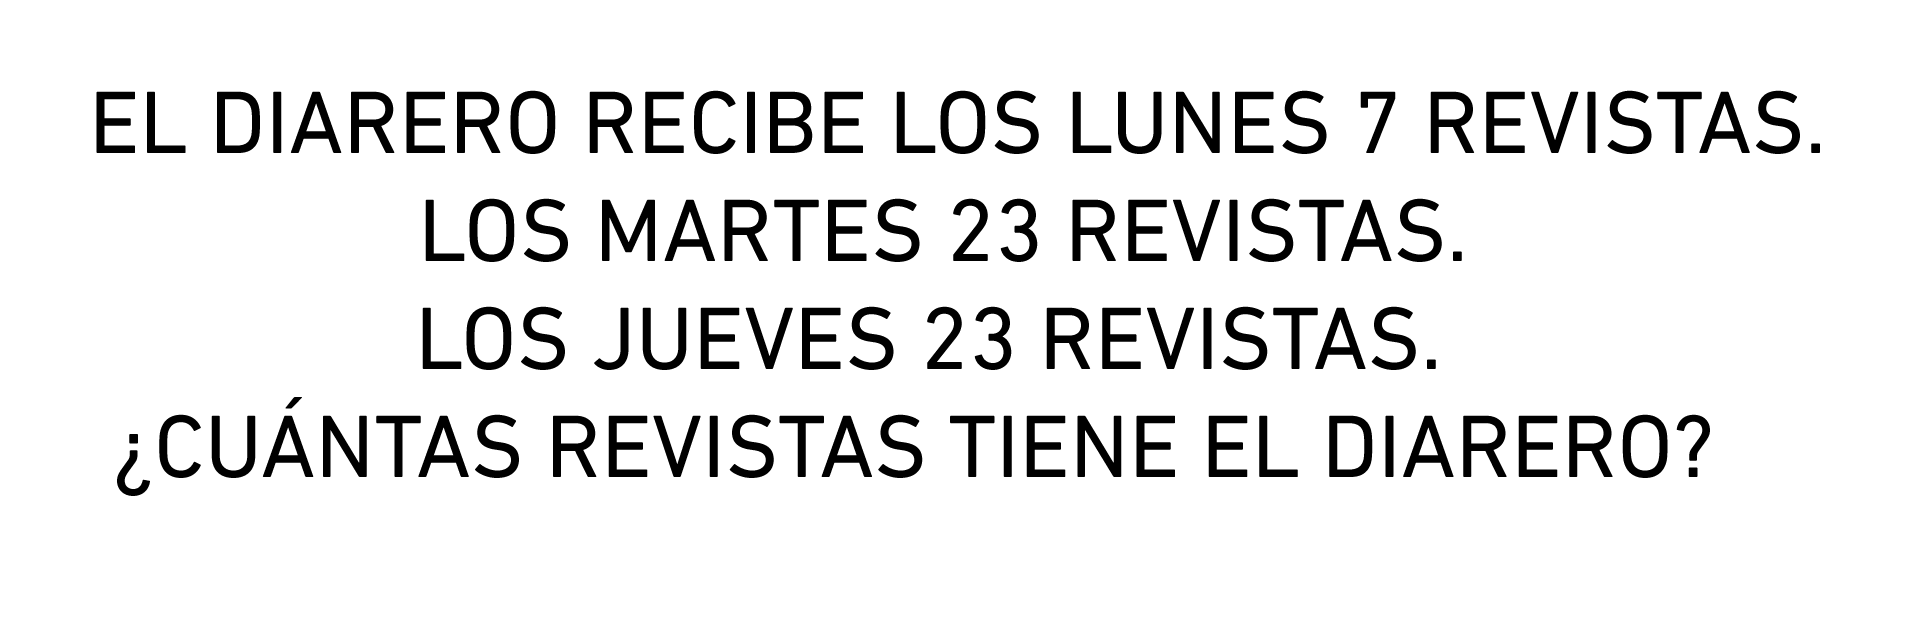 EL DIARERO RECIBE LOS LUNES 7 REVISTAS.
LOS MARTES 23 REVISTAS.
LOS JUEVES 23 REVISTAS.
¿CUÁNTAS REVISTAS TIENE EL DIARERO?